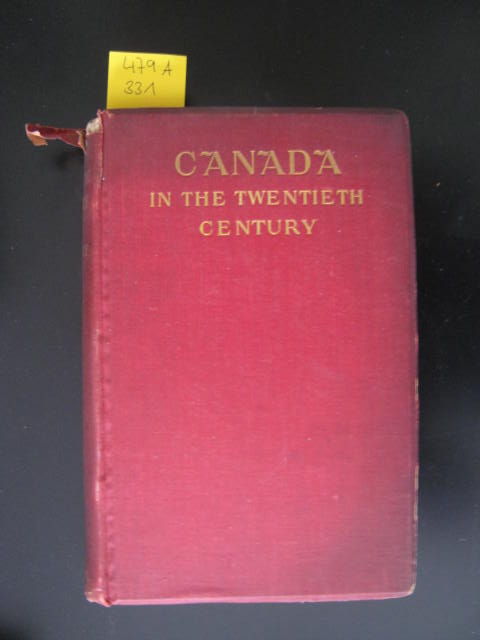 479 A
331
CANADA
IN THE TWENTIETH
CENTURY